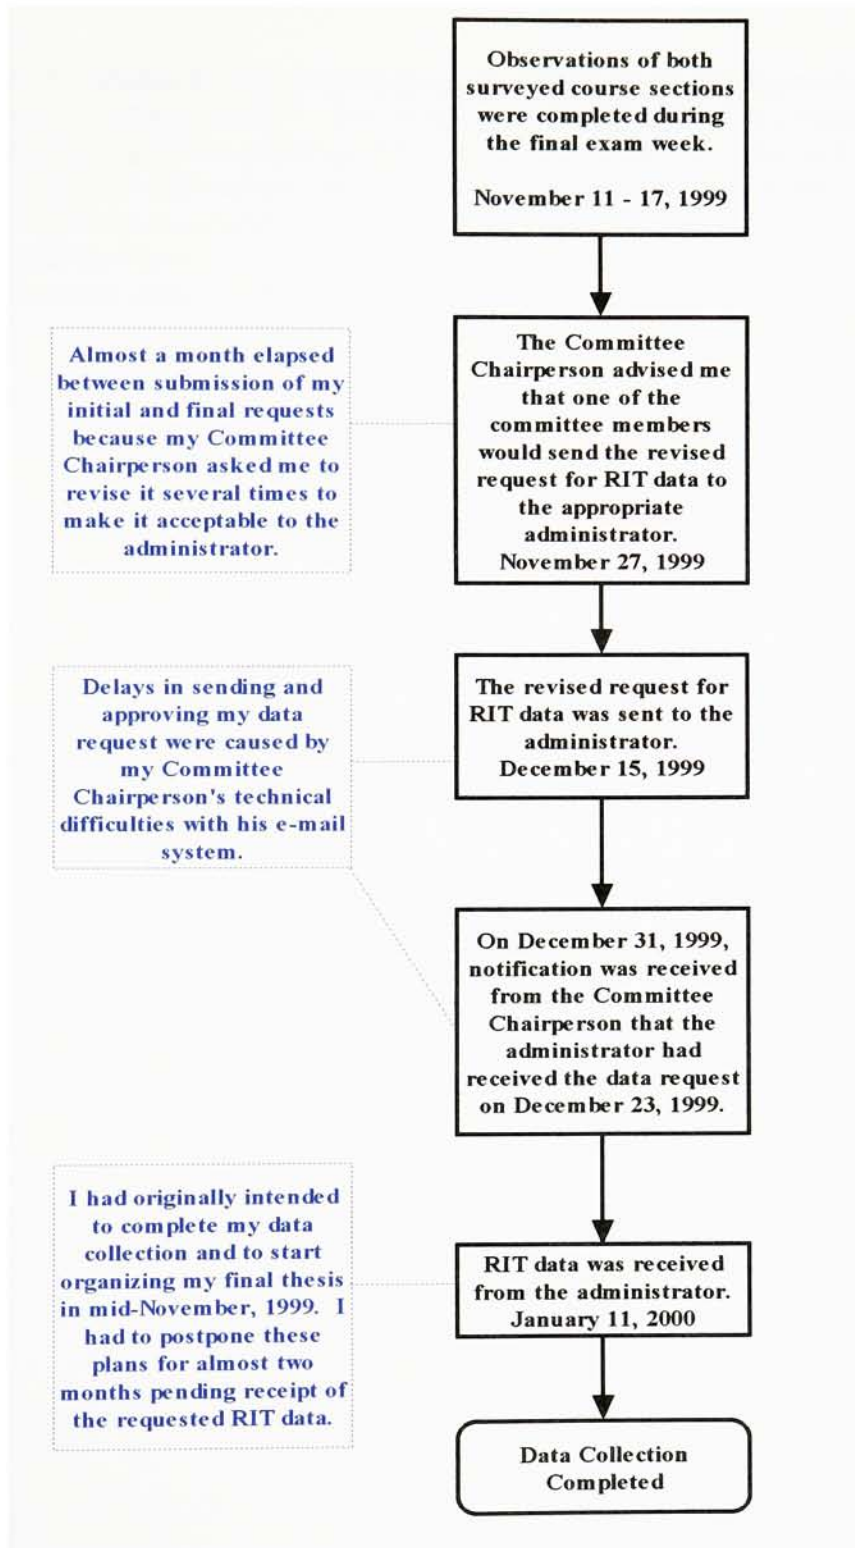 Observations of both
surveyed course sections
were completed during
the final exam week.
November 11 - 17, 1999
Almost a month elapsed
between submission of my
initial and final requests
because my Committee
Chairperson asked me to
revise it several times to
make it acceptable to the
administrator.
The Committee
Chairperson advised me
that one of the
committee members
would send the revised
request for RIT data to
the appropriate
administrator.
November 27, 1999
Delays in sending and
approving my data
request were caused by
my Committee
Chairperson's technical
difficulties with his e-mail
system.
The revised request for
RIT data was sent to the
administrator.
December 15, 1999
On December 31, 1999,
notification was received
from the Committee
Chairperson that the
administrator had
received the data request
on December 23, 1999.
I had originally intended
to complete my data
collection and to start
organizing my final thesis
in mid-November, 1999. I
had to postpone these
plans for almost two
months pending receipt of
the requested RIT data.
RIT data was received
from the administrator.
January 11, 2000
Data Collection
Completed